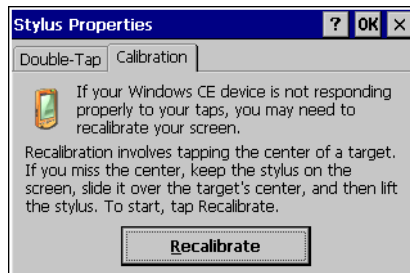 Stylus Properties ? OK ×
Double-Tap Calibration
If your Windows CE device is not responding
properly to your taps, you may need to
recalibrate your screen.
Recalibration involves tapping the center of a target.
If you miss the center, keep the stylus on the
screen, slide it over the target's center, and then lift
the stylus. To start, tap Recalibrate.
Recalibrate